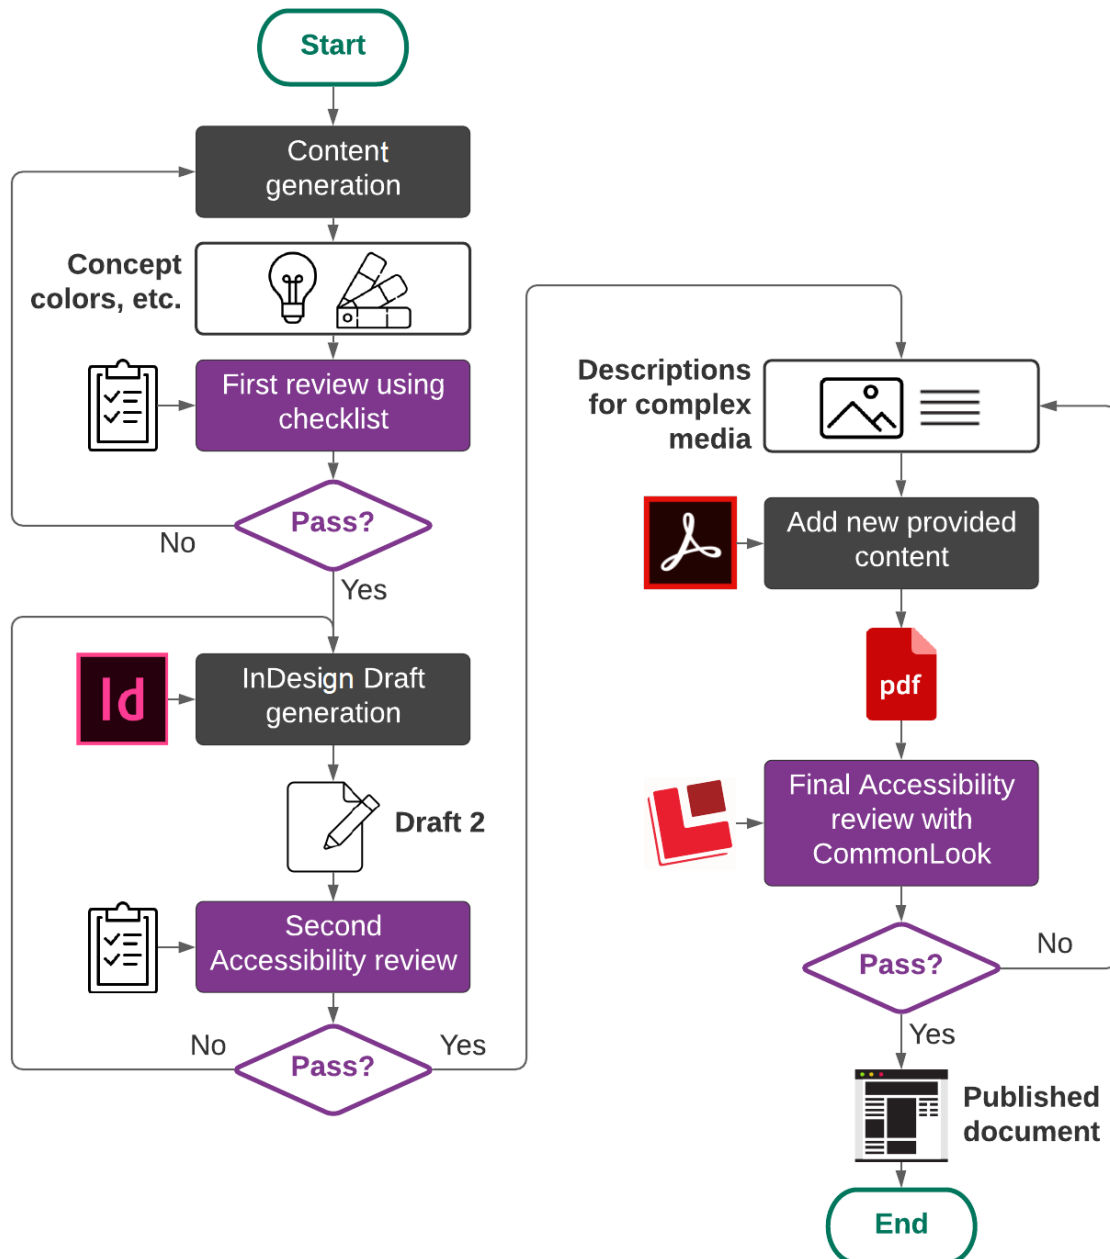 Start
Content
generation
Concept
colors, etc.
First review using
checklist
Pass?
No
Yes
Id
InDesign Draft
generation
Draft 2
Second
Accessibility review
No
Pass?
Yes
Descriptions
for complex
media
Add new provided
content
pdf
Final Accessibility
review with
CommonLook
Pass?
No
Yes
Published
document
End